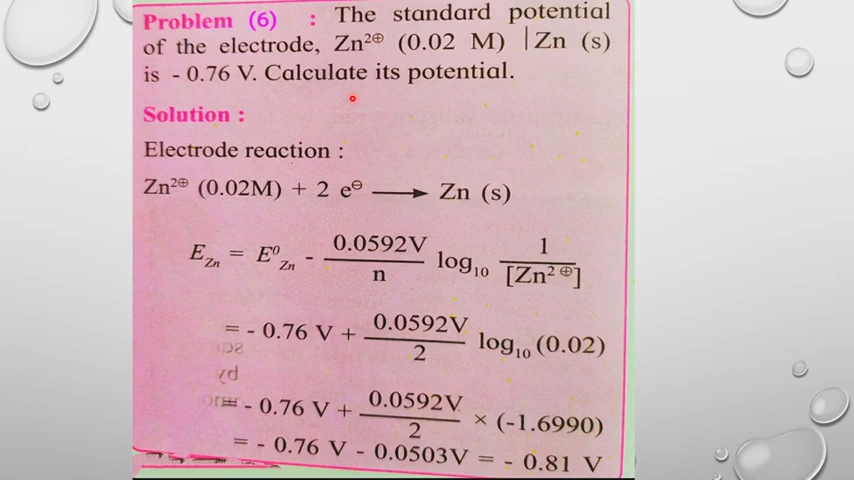 Problem (6) : The standard potential
of the electrode, Zn²⊕ (0.02 M) | Zn (s)
is - 0.76 V. Calculate its potential.
Solution :
Electrode reaction :
Zn²⊕ (0.02M) + 2 e⊖ ⟶ Zn (s)
E_Zn = E⁰_Zn - 0.0592V/n log₁₀ 1/[Zn²⊕]
= - 0.76 V + 0.0592V/2 log₁₀ (0.02)
= - 0.76 V + 0.0592V/2 × (-1.6990)
= - 0.76 V - 0.0503V = - 0.81 V